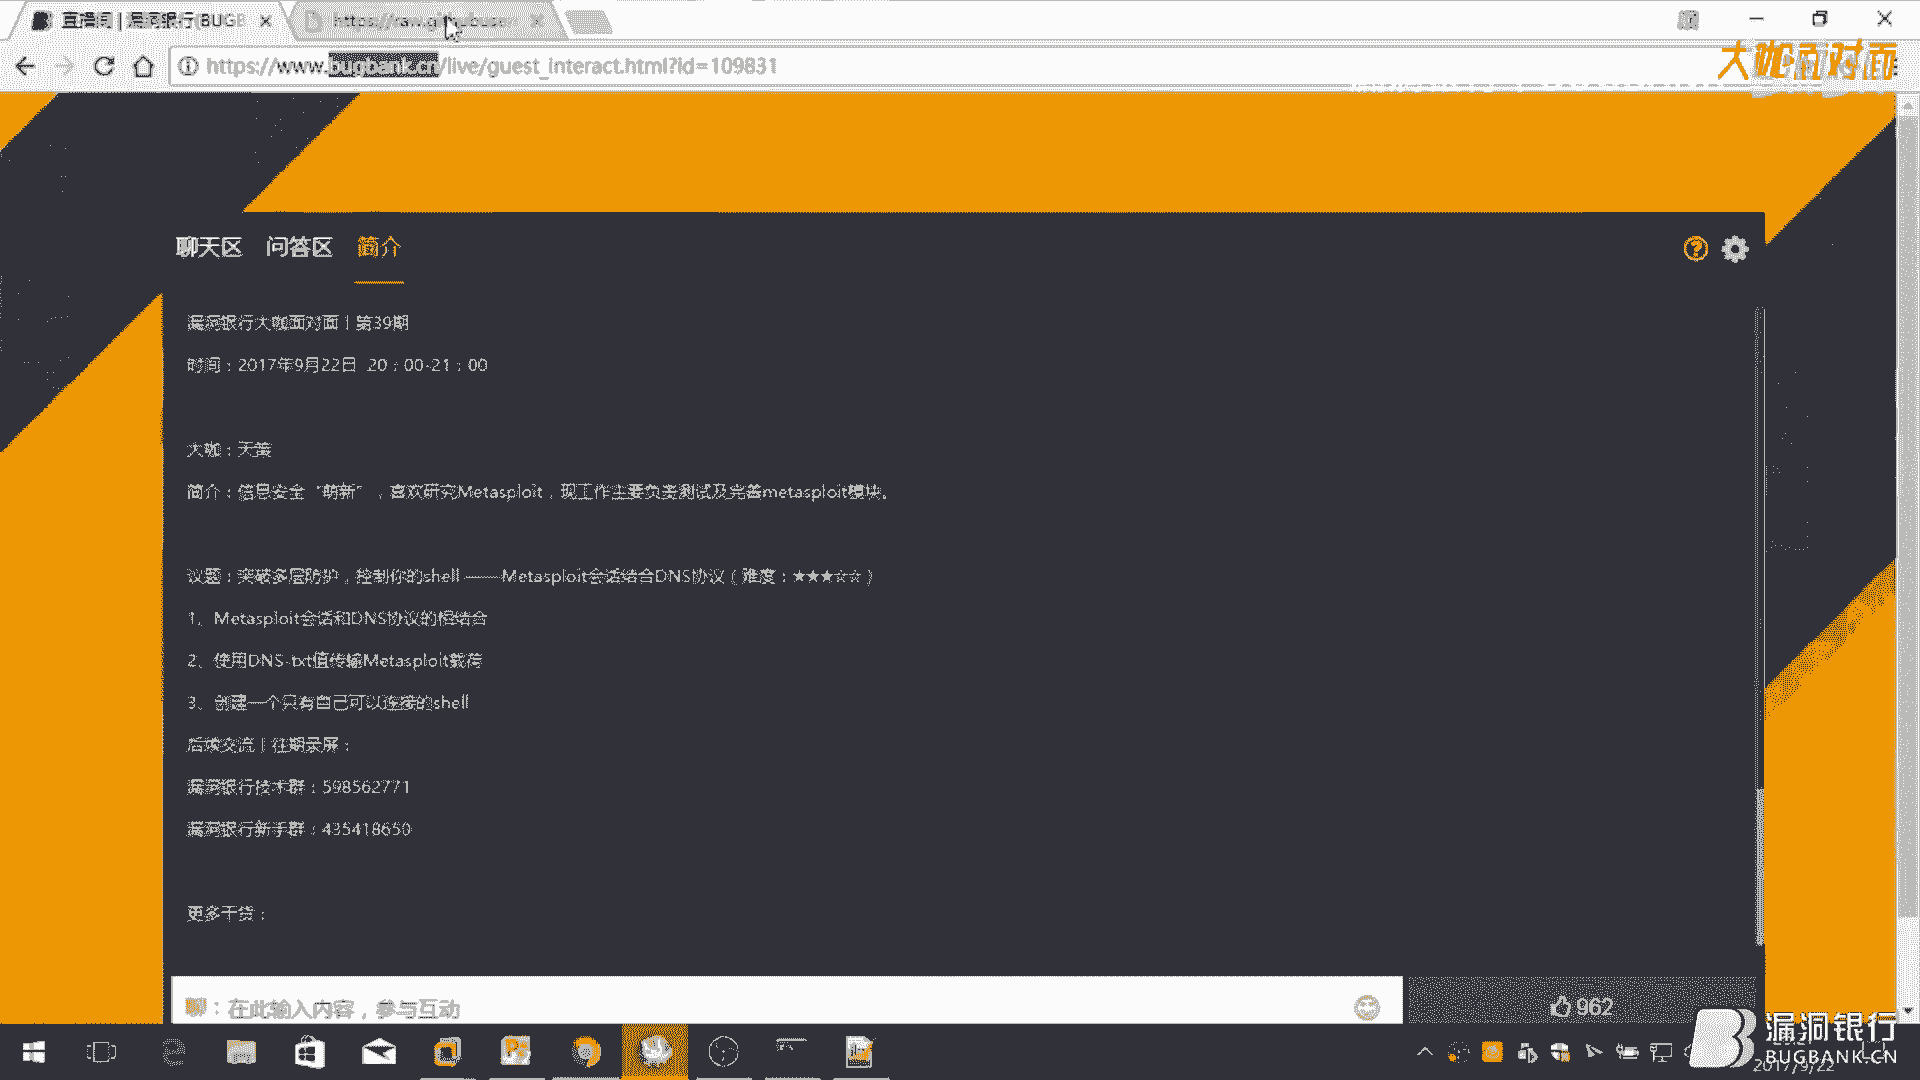 直播间 | 漏洞银行 BUGB
https://raw.githubuser
https://www.bugbank.cn/live/guest_interact.html?id=109831
大咖面对面
聊天区 问答区 简介
漏洞银行大咖面对面丨第39期
时间：2017年9月22日 20：00-21：00
大咖：天策
简介：信息安全“萌新”，喜欢研究Metasploit，现工作主要负责测试及完善metasploit模块。
议题：突破多层防护，控制你的shell ——Metasploit会话结合DNS协议（难度：★★★☆☆）
1、Metasploit会话和DNS协议的相结合
2、使用DNS-txt值传输Metasploit载荷
3、创建一个只有自己可以连接的shell
后续交流丨往期录屏：
漏洞银行技术群：598562771
漏洞银行新手群：435418650
更多干货：
聊：在此输入内容，参与互动
962
漏洞银行
BUGBANK.CN
2017/9/22